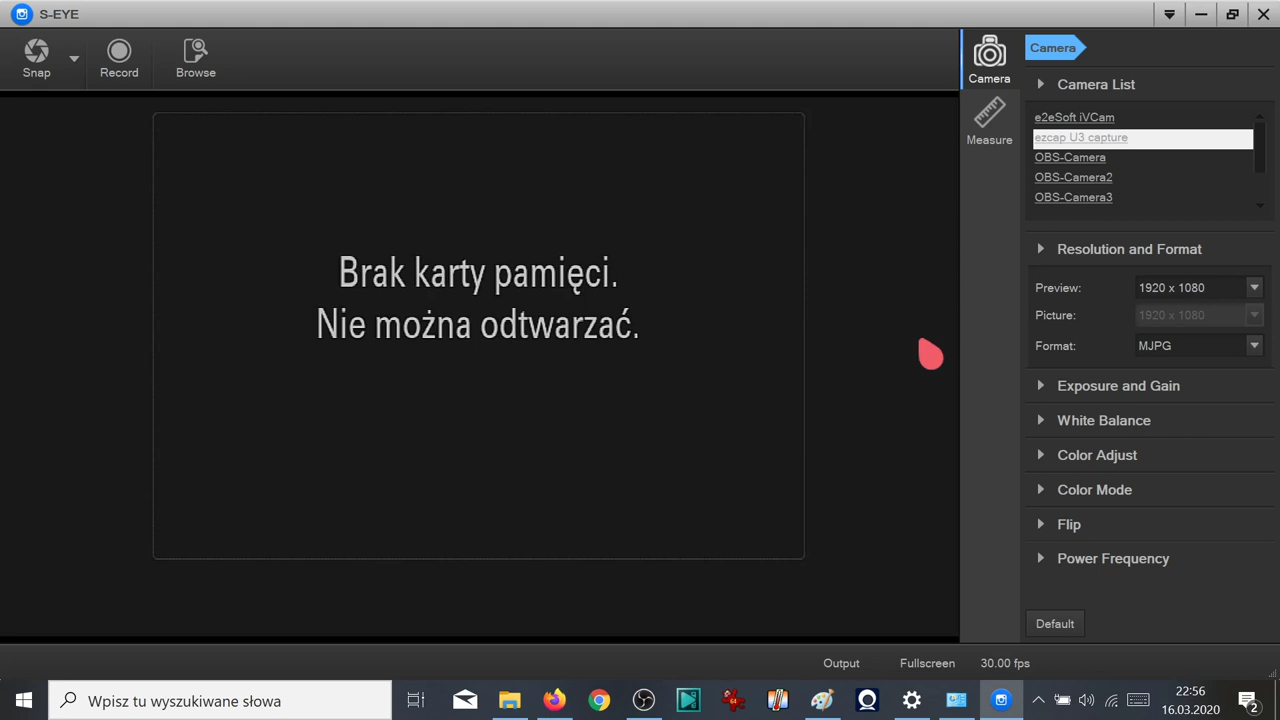 S-EYE
Snap
Record
Browse
Camera
Measure
Camera
Camera List
e2eSoft iVCam
ezcap U3 capture
OBS-Camera
OBS-Camera2
OBS-Camera3
Resolution and Format
Preview: 1920 x 1080
Picture: 1920 x 1080
Format: MJPG
Exposure and Gain
White Balance
Color Adjust
Color Mode
Flip
Power Frequency
Default
Brak karty pamięci.
Nie można odtwarzać.
Output Fullscreen 30.00 fps
Wpisz tu wyszukiwane słowa
64
22:56
16.03.2020
2